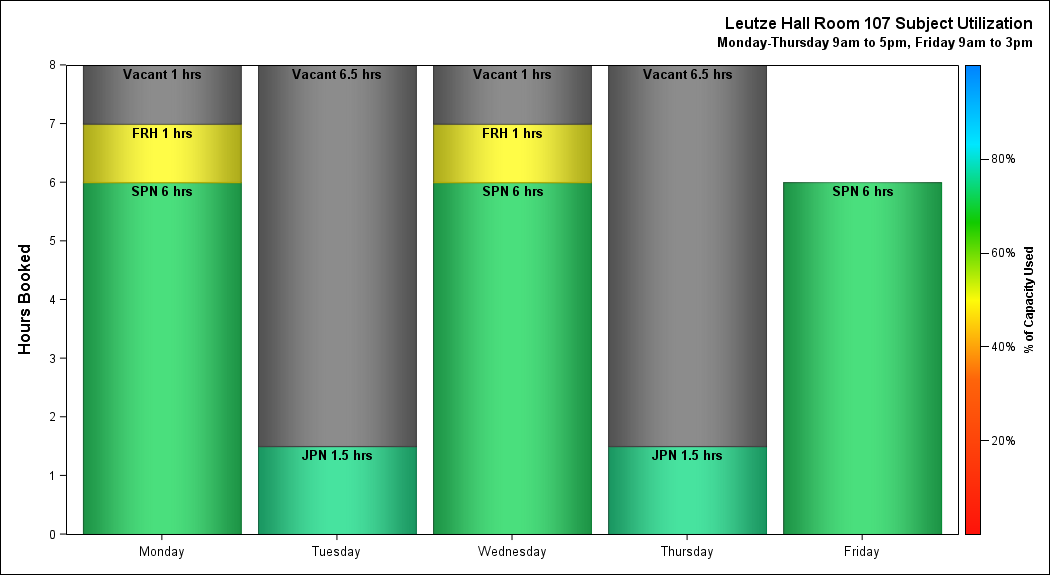 Leutze Hall Room 107 Subject Utilization
Monday-Thursday 9am to 5pm, Friday 9am to 3pm
Hours Booked
8
7
6
5
4
3
2
1
0
Vacant 1 hrs
FRH 1 hrs
SPN 6 hrs
Vacant 6.5 hrs
JPN 1.5 hrs
Vacant 1 hrs
FRH 1 hrs
SPN 6 hrs
Vacant 6.5 hrs
JPN 1.5 hrs
SPN 6 hrs
Monday
Tuesday
Wednesday
Thursday
Friday
80%
60%
40%
20%
% of Capacity Used